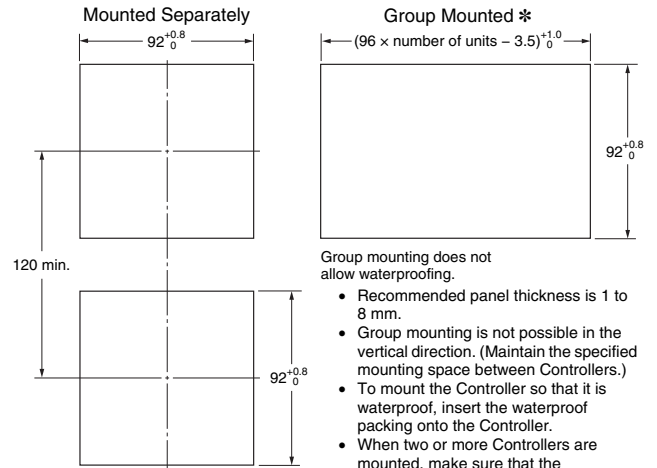 Mounted Separately
92 +0.8 0
120 min.
92 +0.8 0
Group Mounted *
(96 × number of units − 3.5) +1.0 0
92 +0.8 0
Group mounting does not
allow waterproofing.
• Recommended panel thickness is 1 to
8 mm.
• Group mounting is not possible in the
vertical direction. (Maintain the specified
mounting space between Controllers.)
• To mount the Controller so that it is
waterproof, insert the waterproof
packing onto the Controller.
• When two or more Controllers are
mounted, make sure that the